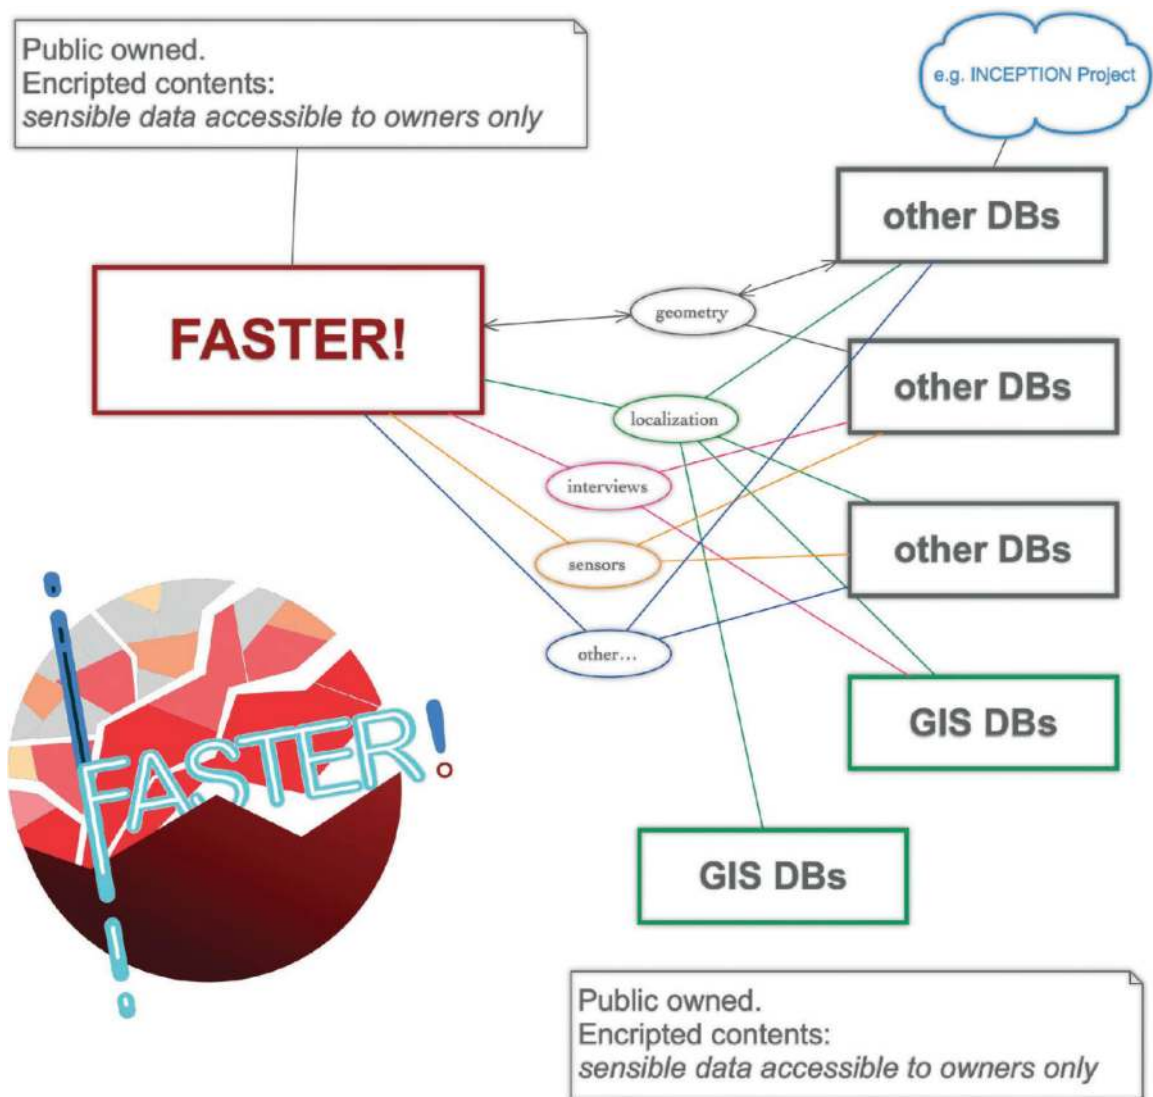 Public owned.
Encripted contents:
sensible data accessible to owners only
e.g. INCEPTION Project
other DBs
FASTER!
geometry
other DBs
localization
interviews
other DBs
sensors
other...
GIS DBs
FASTER!
GIS DBs
Public owned.
Encripted contents:
sensible data accessible to owners only